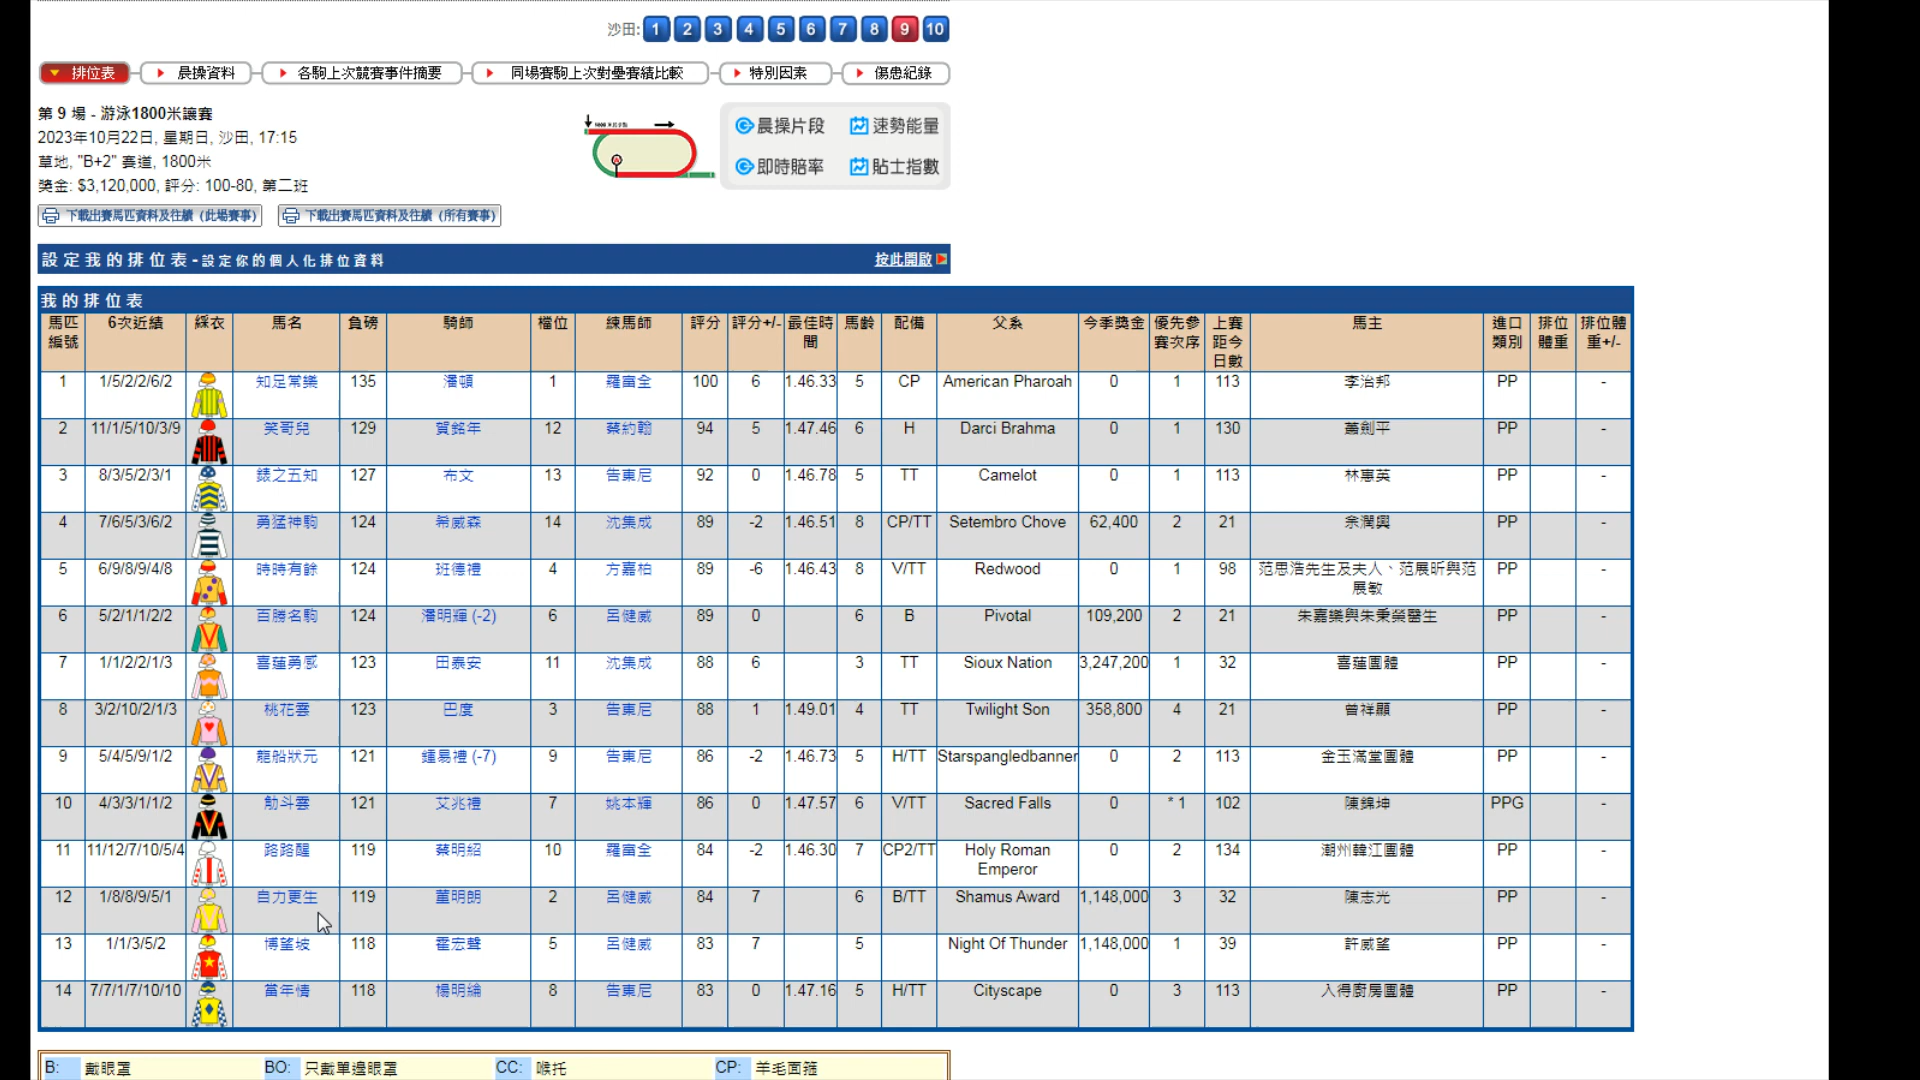 沙田: 1 2 3 4 5 6 7 8 9 10
排位表 晨操資料 各駒上次競賽事件摘要 同場賽駒上次對壘賽績比較 特別因素 傷患紀錄
第 9 場 - 游泳1800米讓賽
2023年10月22日, 星期日, 沙田, 17:15
草地, "B+2" 賽道, 1800米
獎金: $3,120,000, 評分: 100-80, 第二班
晨操片段 速勢能量
即時賠率 貼士指數
下載出賽馬匹資料及往績 (此場賽事) 下載出賽馬匹資料及往績 (所有賽事)
設定我的排位表-設定你的個人化排位資料 按此開啟
我的排位表
馬匹編號 6次近績 綵衣 馬名 負磅 騎師 檔位 練馬師 評分 評分+/- 最佳時間 馬齡 配備 父系 今季獎金 優先參賽次序 上賽距今日數 馬主 進口類別 排位體重 排位體重+/-
1 1/5/2/2/6/2 知足常樂 135 潘頓 1 羅富全 100 6 1.46.33 5 CP American Pharoah 0 1 113 李治邦 PP -
2 11/1/5/10/3/9 笑哥兒 129 賀銘年 12 蔡約翰 94 5 1.47.46 6 H Darci Brahma 0 1 130 蕭劍平 PP -
3 8/3/5/2/3/1 錶之五知 127 布文 13 告東尼 92 0 1.46.78 5 TT Camelot 0 1 113 林惠英 PP -
4 7/6/5/3/6/2 勇猛神駒 124 希威森 14 沈集成 89 -2 1.46.51 8 CP/TT Setembro Chove 62,400 2 21 余潤興 PP -
5 6/9/8/9/4/8 時時有餘 124 班德禮 4 方嘉柏 89 -6 1.46.43 8 V/TT Redwood 0 1 98 范思浩先生及夫人、范展昕與范展敏 PP -
6 5/2/1/1/2/2 百勝名駒 124 潘明輝 (-2) 6 呂健威 89 0 6 B Pivotal 109,200 2 21 朱嘉樂與朱秉榮醫生 PP -
7 1/1/2/2/1/3 喜蓮勇感 123 田泰安 11 沈集成 88 6 3 TT Sioux Nation 3,247,200 1 32 喜蓮團體 PP -
8 3/2/10/2/1/3 桃花雲 123 巴度 3 告東尼 88 1 1.49.01 4 TT Twilight Son 358,800 4 21 曾祥顯 PP -
9 5/4/5/9/1/2 龍船狀元 121 鍾易禮 (-7) 9 告東尼 86 -2 1.46.73 5 H/TT Starspangledbanner 0 2 113 金玉滿堂團體 PP -
10 4/3/3/1/1/2 觔斗雲 121 艾兆禮 7 姚本輝 86 0 1.47.57 6 V/TT Sacred Falls 0 * 1 102 陳錦坤 PPG -
11 11/12/7/10/5/4 路路醒 119 蔡明紹 10 羅富全 84 -2 1.46.30 7 CP2/TT Holy Roman Emperor 0 2 134 潮州韓江團體 PP -
12 1/8/8/9/5/1 自力更生 119 董明朗 2 呂健威 84 7 6 B/TT Shamus Award 1,148,000 3 32 陳志光 PP -
13 1/1/3/5/2 博望坡 118 霍宏聲 5 呂健威 83 7 5 Night Of Thunder 1,148,000 1 39 許威望 PP -
14 7/7/1/7/10/10 當年情 118 楊明綸 8 告東尼 83 0 1.47.16 5 H/TT Cityscape 0 3 113 入得廚房團體 PP -
B: 戴眼罩 BO: 只戴單邊眼罩 CC: 喉托 CP: 羊毛面箍